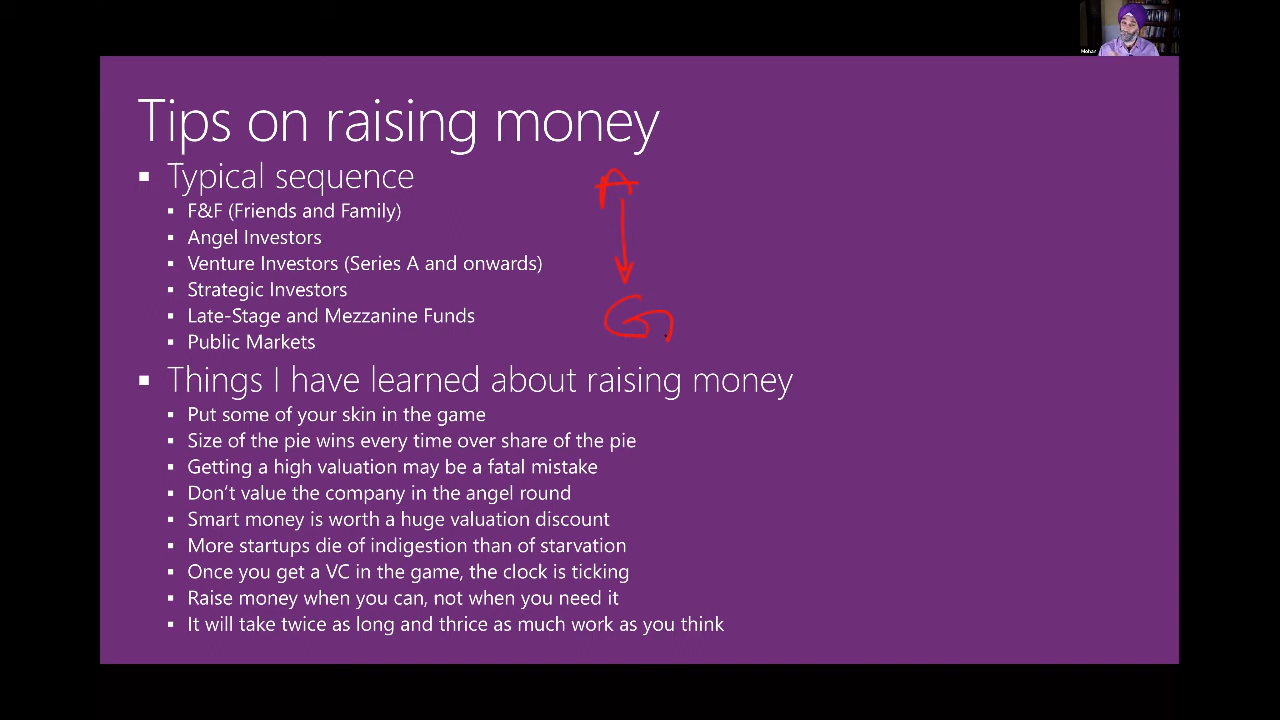 Mohan
Tips on raising money
▪ Typical sequence
▪ F&F (Friends and Family)
▪ Angel Investors
▪ Venture Investors (Series A and onwards)
▪ Strategic Investors
▪ Late-Stage and Mezzanine Funds
▪ Public Markets
A
G
▪ Things I have learned about raising money
▪ Put some of your skin in the game
▪ Size of the pie wins every time over share of the pie
▪ Getting a high valuation may be a fatal mistake
▪ Don't value the company in the angel round
▪ Smart money is worth a huge valuation discount
▪ More startups die of indigestion than of starvation
▪ Once you get a VC in the game, the clock is ticking
▪ Raise money when you can, not when you need it
▪ It will take twice as long and thrice as much work as you think